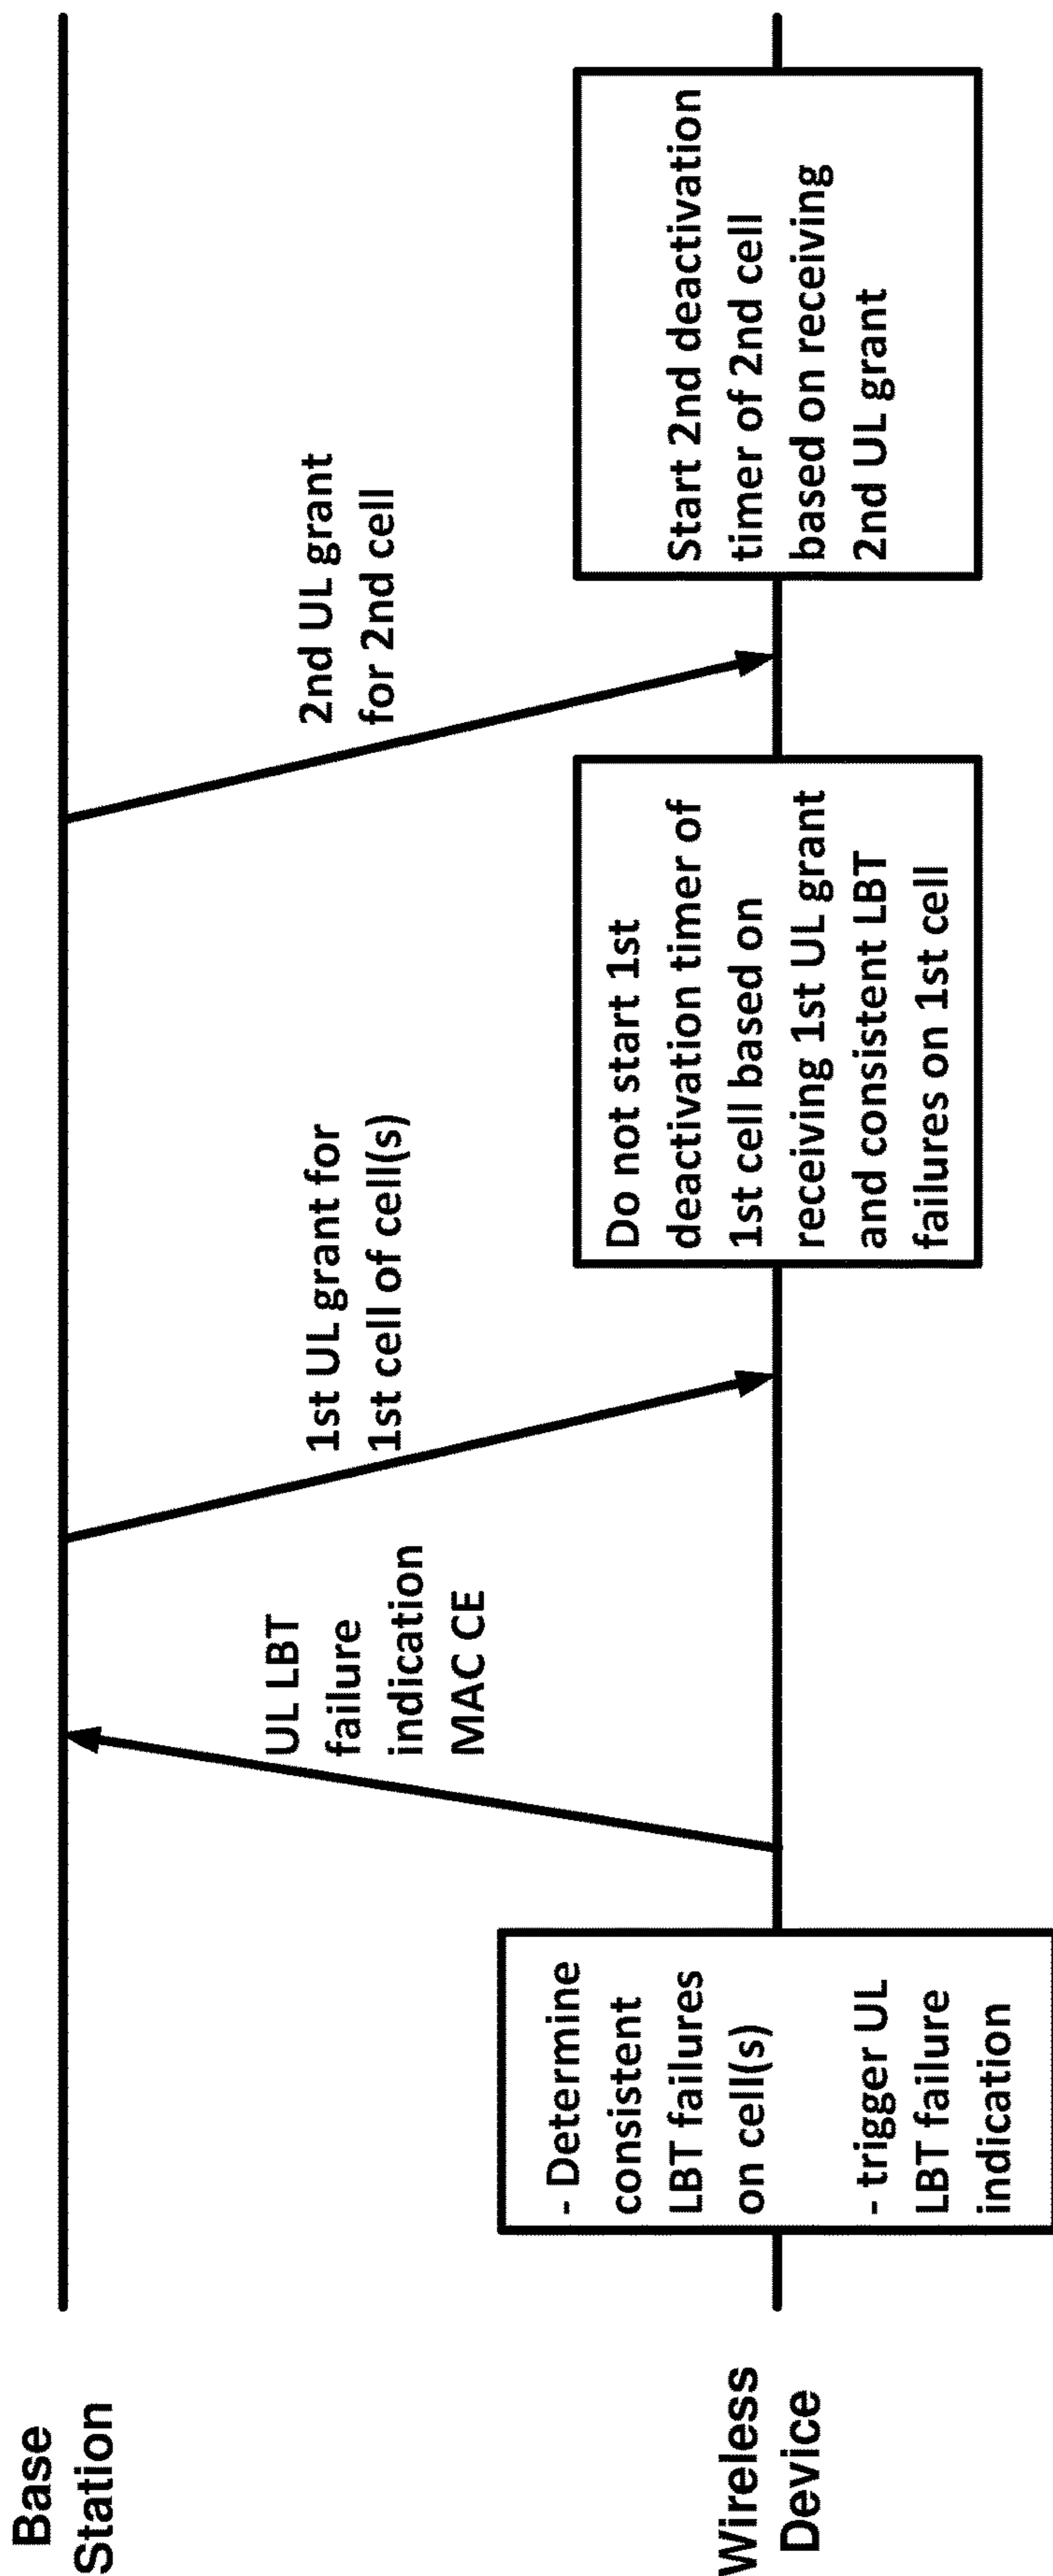 Base
Station
Wireless
Device
- Determine
consistent
LBT failures
on cell(s)
- trigger UL
LBT failure
indication
UL LBT
failure
indication
MAC CE
1st UL grant for
1st cell of cell(s)
Do not start 1st
deactivation timer of
1st cell based on
receiving 1st UL grant
and consistent LBT
failures on 1st cell
2nd UL grant
for 2nd cell
Start 2nd deactivation
timer of 2nd cell
based on receiving
2nd UL grant